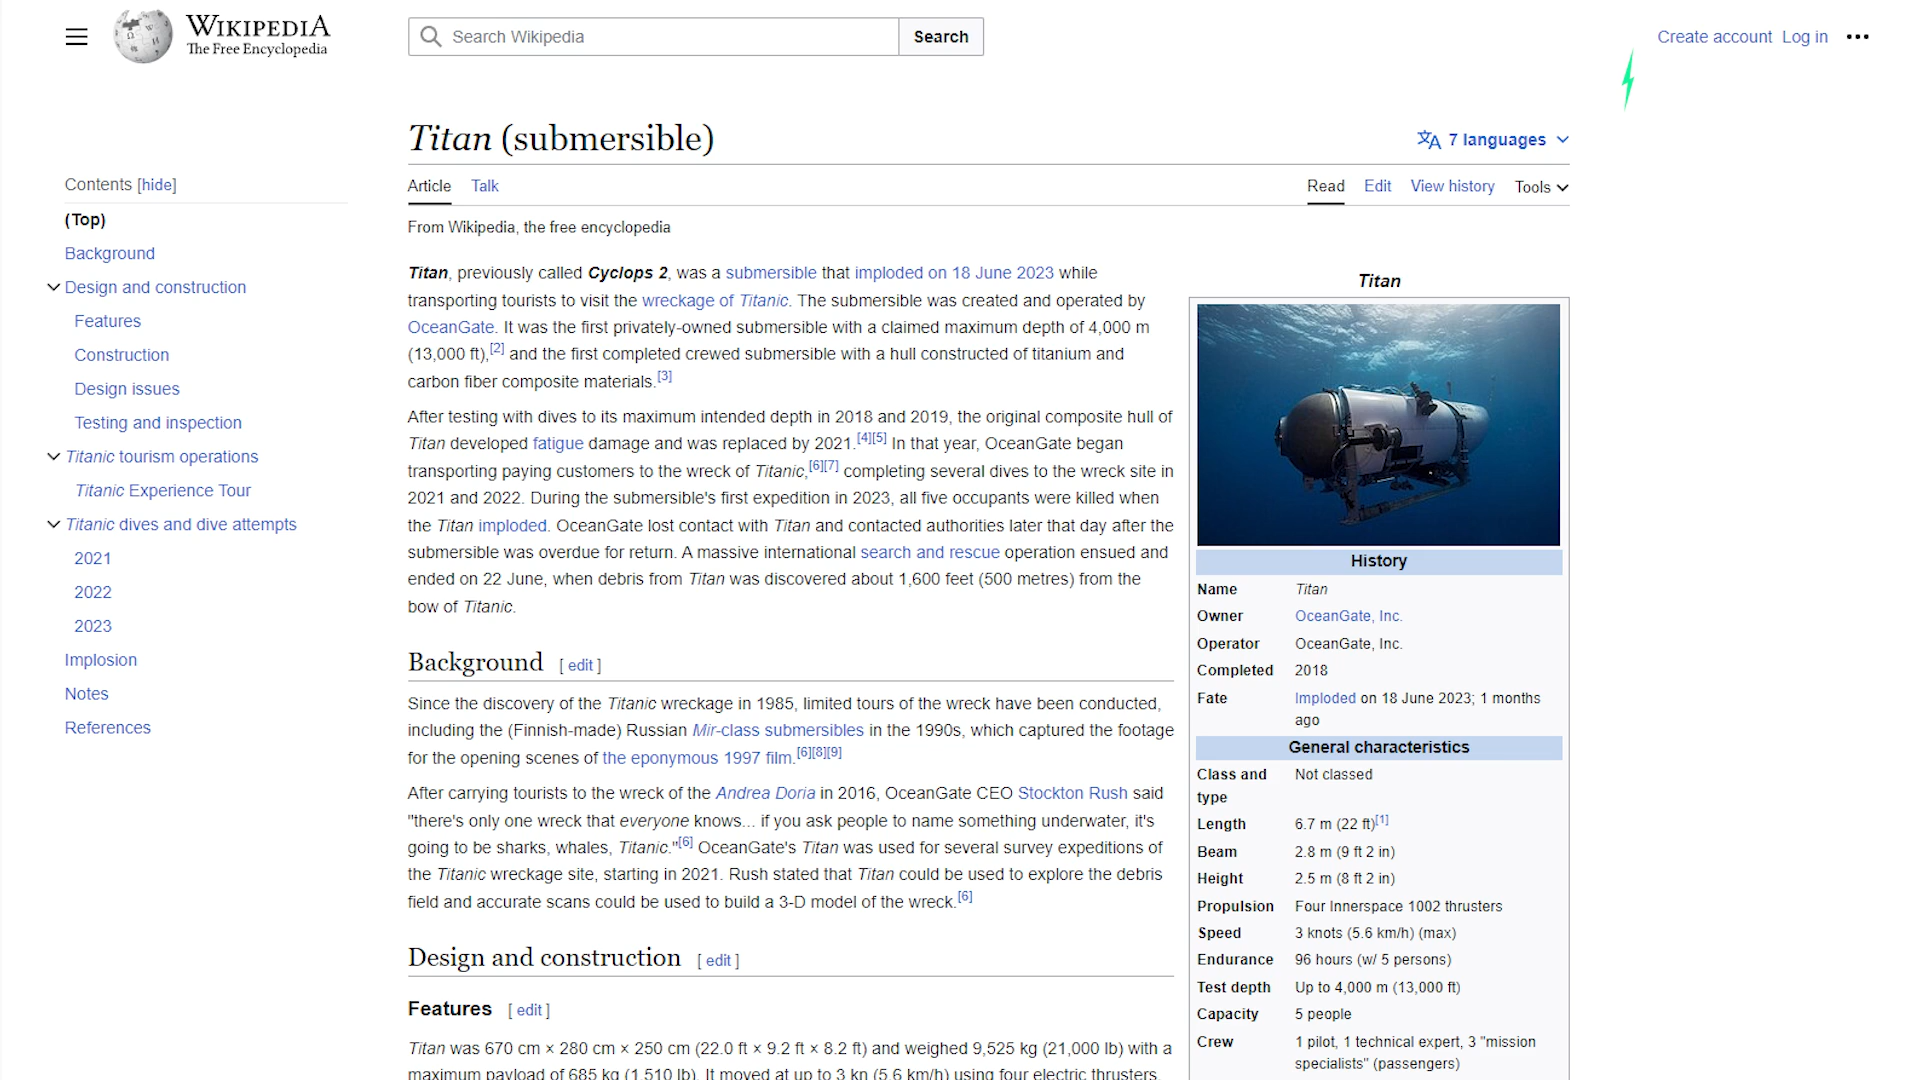 WIKIPEDIA
The Free Encyclopedia
Search Wikipedia
Search
Create account Log in
Titan (submersible)
7 languages
Article Talk
Read Edit View history Tools
From Wikipedia, the free encyclopedia
Contents [hide]
(Top)
Background
Design and construction
Features
Construction
Design issues
Testing and inspection
Titanic tourism operations
Titanic Experience Tour
Titanic dives and dive attempts
2021
2022
2023
Implosion
Notes
References
Titan, previously called Cyclops 2, was a submersible that imploded on 18 June 2023 while
transporting tourists to visit the wreckage of Titanic. The submersible was created and operated by
OceanGate. It was the first privately-owned submersible with a claimed maximum depth of 4,000 m
(13,000 ft),[2] and the first completed crewed submersible with a hull constructed of titanium and
carbon fiber composite materials.[3]
After testing with dives to its maximum intended depth in 2018 and 2019, the original composite hull of
Titan developed fatigue damage and was replaced by 2021.[4][5] In that year, OceanGate began
transporting paying customers to the wreck of Titanic,[6][7] completing several dives to the wreck site in
2021 and 2022. During the submersible's first expedition in 2023, all five occupants were killed when
the Titan imploded. OceanGate lost contact with Titan and contacted authorities later that day after the
submersible was overdue for return. A massive international search and rescue operation ensued and
ended on 22 June, when debris from Titan was discovered about 1,600 feet (500 metres) from the
bow of Titanic.
Background [ edit ]
Since the discovery of the Titanic wreckage in 1985, limited tours of the wreck have been conducted,
including the (Finnish-made) Russian Mir-class submersibles in the 1990s, which captured the footage
for the opening scenes of the eponymous 1997 film.[6][8][9]
After carrying tourists to the wreck of the Andrea Doria in 2016, OceanGate CEO Stockton Rush said
"there's only one wreck that everyone knows... if you ask people to name something underwater, it's
going to be sharks, whales, Titanic."[6] OceanGate's Titan was used for several survey expeditions of
the Titanic wreckage site, starting in 2021. Rush stated that Titan could be used to explore the debris
field and accurate scans could be used to build a 3-D model of the wreck.[6]
Design and construction [ edit ]
Features [ edit ]
Titan was 670 cm × 280 cm × 250 cm (22.0 ft × 9.2 ft × 8.2 ft) and weighed 9,525 kg (21,000 lb) with a
maximum payload of 685 kg (1,510 lb). It moved at up to 3 kn (5.6 km/h) using four electric thrusters,
Titan
History
Name Titan
Owner OceanGate, Inc.
Operator OceanGate, Inc.
Completed 2018
Fate Imploded on 18 June 2023; 1 months
ago
General characteristics
Class and Not classed
type
Length 6.7 m (22 ft)[1]
Beam 2.8 m (9 ft 2 in)
Height 2.5 m (8 ft 2 in)
Propulsion Four Innerspace 1002 thrusters
Speed 3 knots (5.6 km/h) (max)
Endurance 96 hours (w/ 5 persons)
Test depth Up to 4,000 m (13,000 ft)
Capacity 5 people
Crew 1 pilot, 1 technical expert, 3 "mission
specialists" (passengers)